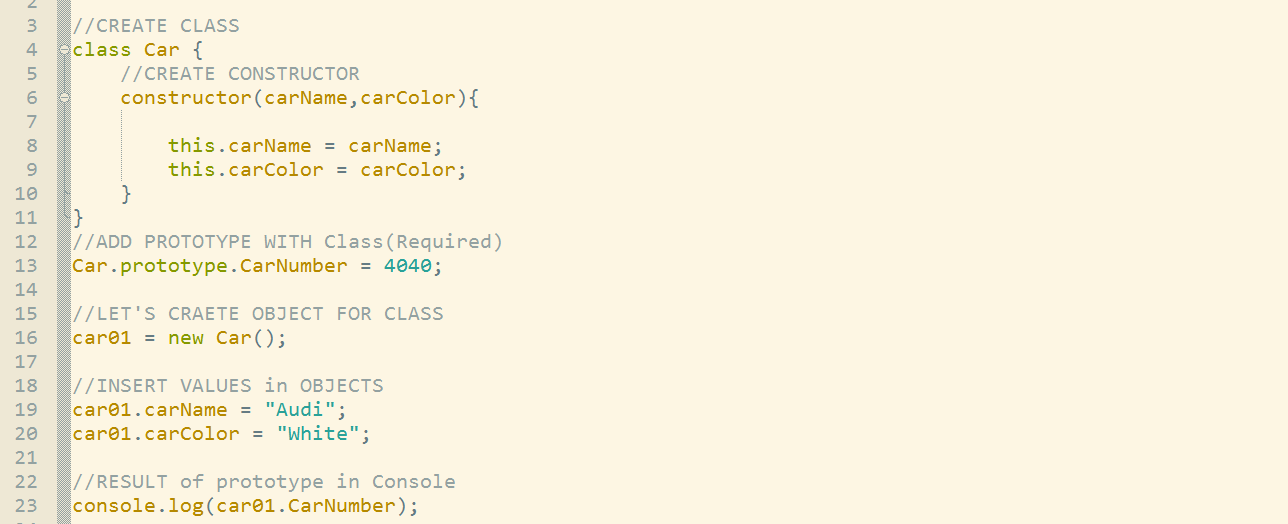 2
3 //CREATE CLASS
4 class Car {
5 //CREATE CONSTRUCTOR
6 constructor(carName,carColor){
7
8 this.carName = carName;
9 this.carColor = carColor;
10 }
11 }
12 //ADD PROTOTYPE WITH Class(Required)
13 Car.prototype.CarNumber = 4040;
14
15 //LET'S CRAETE OBJECT FOR CLASS
16 car01 = new Car();
17
18 //INSERT VALUES in OBJECTS
19 car01.carName = "Audi";
20 car01.carColor = "White";
21
22 //RESULT of prototype in Console
23 console.log(car01.CarNumber);